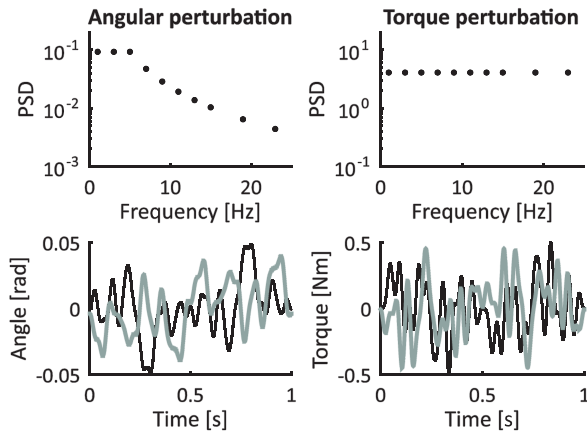 Angular perturbation
Torque perturbation
PSD
10⁻¹
10⁻²
10⁻³
0
10
20
Frequency [Hz]
PSD
10¹
10⁰
10⁻¹
0
10
20
Frequency [Hz]
Angle [rad]
0.05
0
-0.05
0
0.5
1
Time [s]
Torque [Nm]
0.5
0
-0.5
0
0.5
1
Time [s]